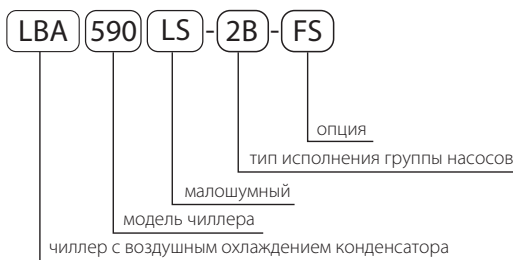 LBA 590 LS - 2B - FS
опция
тип исполнения группы насосов
малошумный
модель чиллера
чиллер с воздушным охлаждением конденсатора